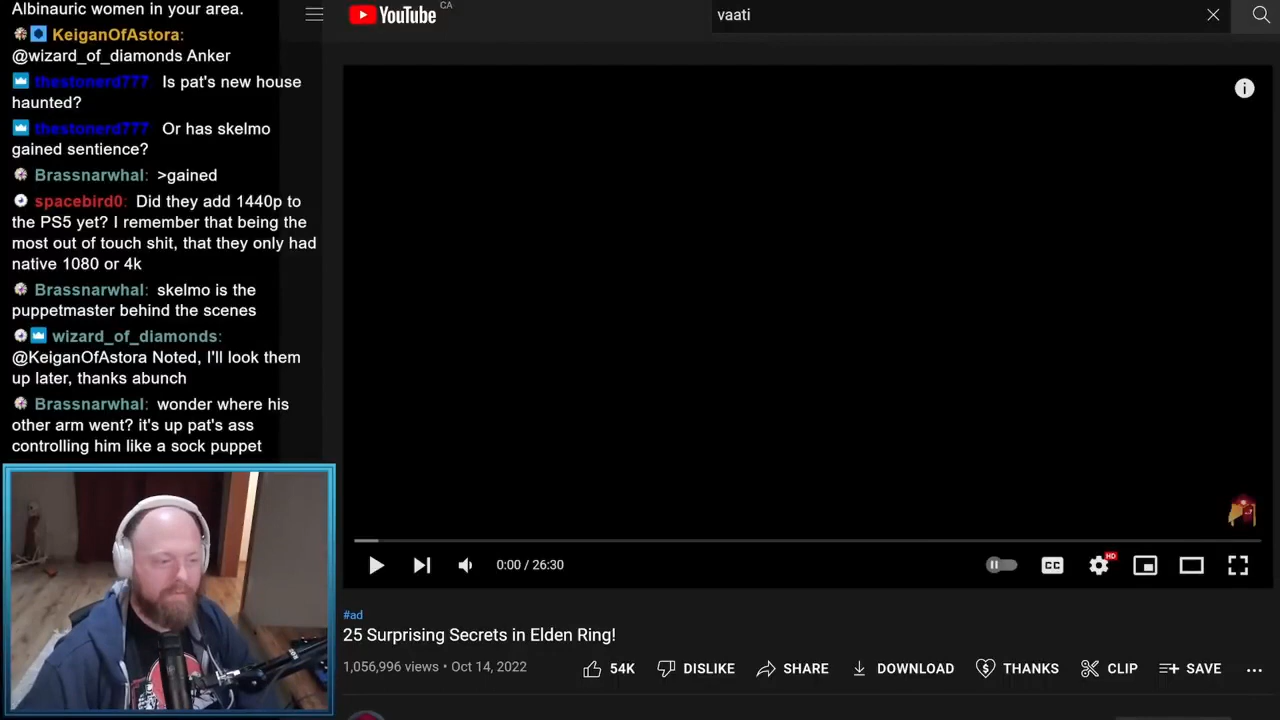 Albinauric women in your area.
KeiganOfAstora:
@wizard_of_diamonds Anker
thestonerd777 Is pat's new house
haunted?
thestonerd777 Or has skelmo
gained sentience?
Brassnarwhal: >gained
spacebird0: Did they add 1440p to
the PS5 yet? I remember that being the
most out of touch shit, that they only had
native 1080 or 4k
Brassnarwhal: skelmo is the
puppetmaster behind the scenes
wizard_of_diamonds:
@KeiganOfAstora Noted, I'll look them
up later, thanks abunch
Brassnarwhal: wonder where his
other arm went? it's up pat's ass
controlling him like a sock puppet
YouTube CA
vaati
i
0:00 / 26:30
CC
HD
#ad
25 Surprising Secrets in Elden Ring!
1,056,996 views • Oct 14, 2022
54K
DISLIKE
SHARE
DOWNLOAD
THANKS
CLIP
SAVE